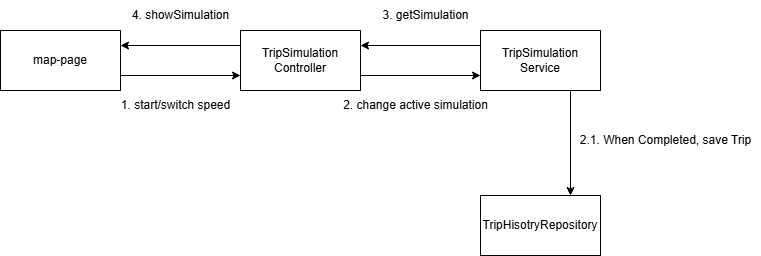 4. showSimulation
3. getSimulation
map-page
TripSimulation
Controller
TripSimulation
Service
1. start/switch speed
2. change active simulation
2.1. When Completed, save Trip
TripHisotryRepository